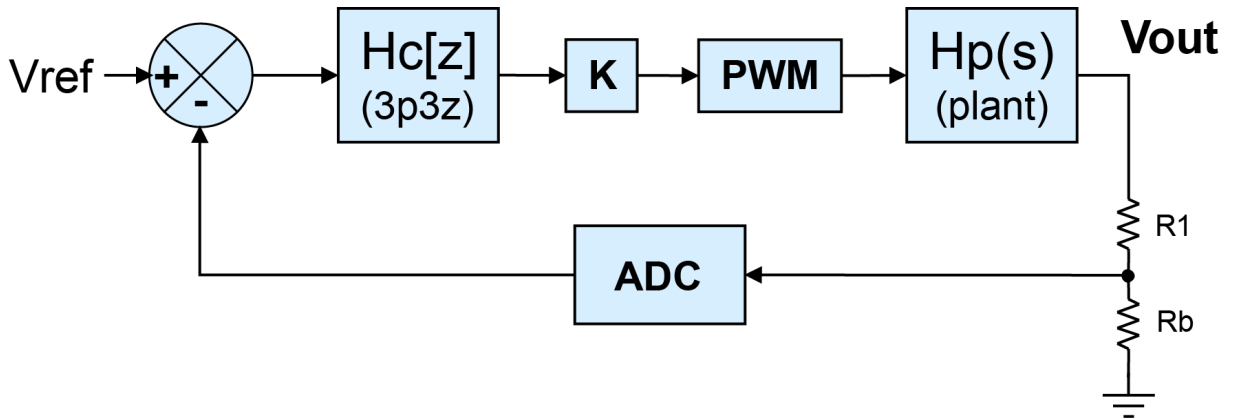 Vout
Vref
+
-
Hc[z]
(3p3z)
K
PWM
Hp(s)
(plant)
R1
ADC
Rb